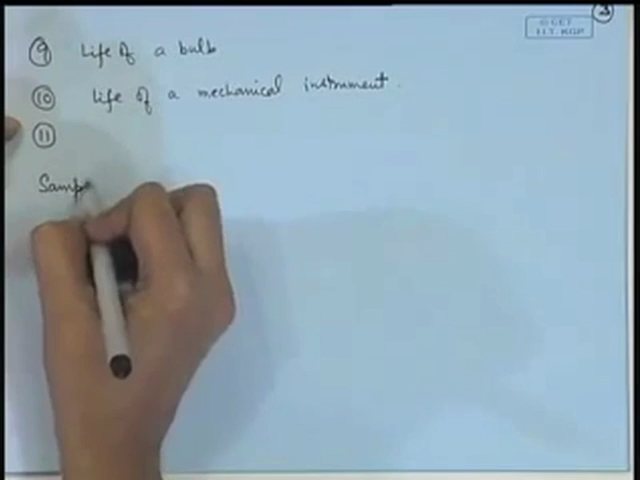 3
© CET
I.I.T. KGP
9 Life of a bulb
10 Life of a mechanical instrument.
11
Samp